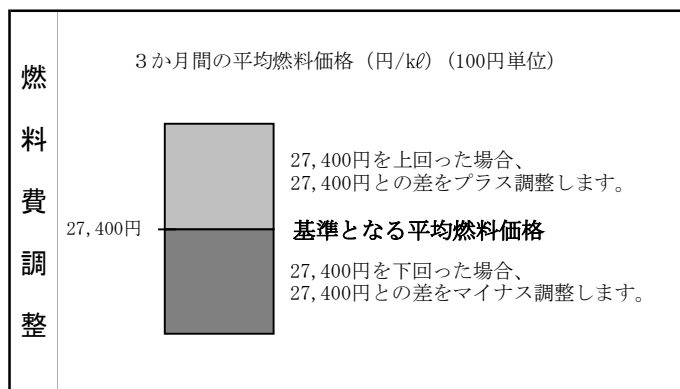 燃料費調整
3か月間の平均燃料価格（円/kℓ）(100円単位)
27,400円を上回った場合、
27,400円との差をプラス調整します。
27,400円
基準となる平均燃料価格
27,400円を下回った場合、
27,400円との差をマイナス調整します。